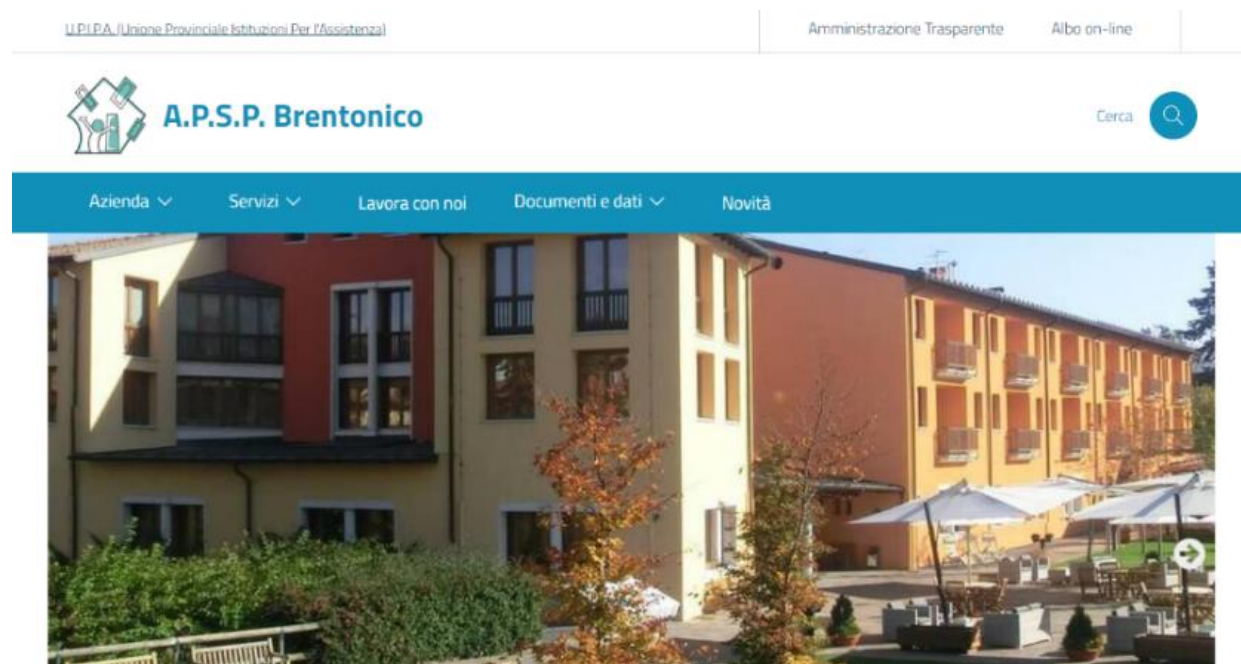 U.P.I.P.A. (Unione Provinciale Istituzioni Per l'Assistenza)
Amministrazione Trasparente
Albo on-line
A.P.S.P. Brentonico
Cerca
Azienda
Servizi
Lavora con noi
Documenti e dati
Novità